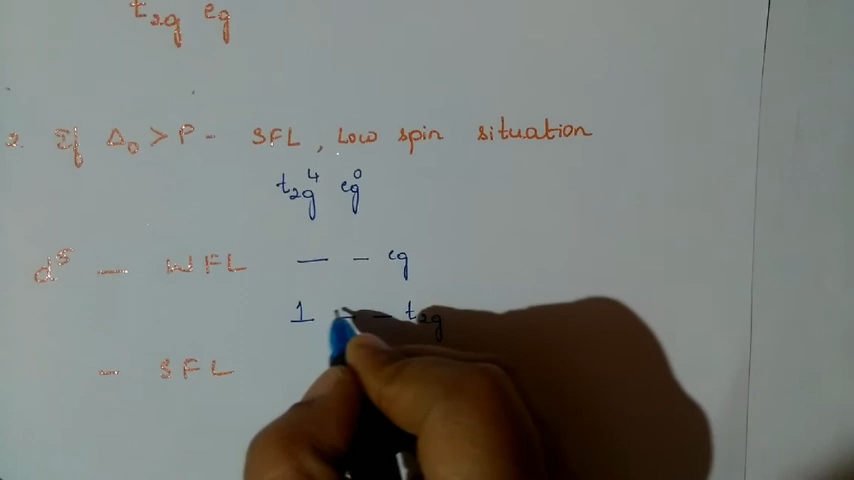 t2g eg
2. If Δo > P - SFL, Low spin situation
t2g⁴ eg⁰
d⁵ - WFL — - eg
1 - - t2g
- SFL